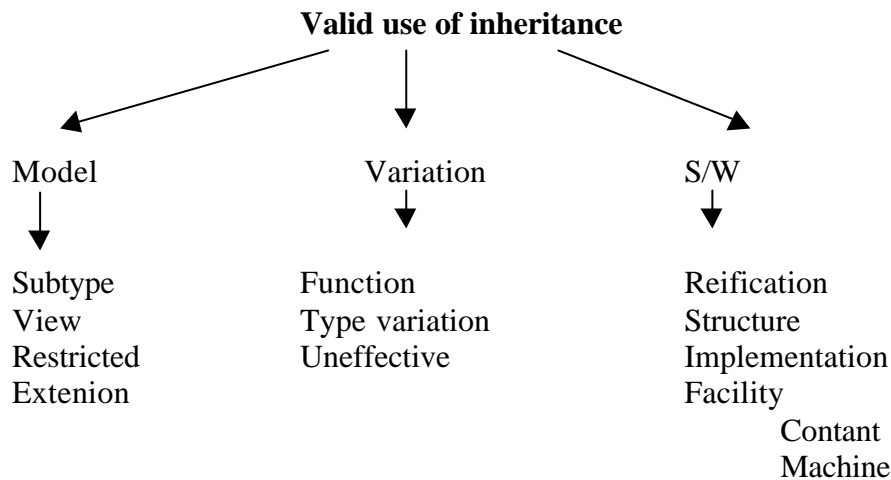 Valid use of inheritance
Model
Variation
S/W
Subtype
View
Restricted
Extenion
Function
Type variation
Uneffective
Reification
Structure
Implementation
Facility
Contant
Machine